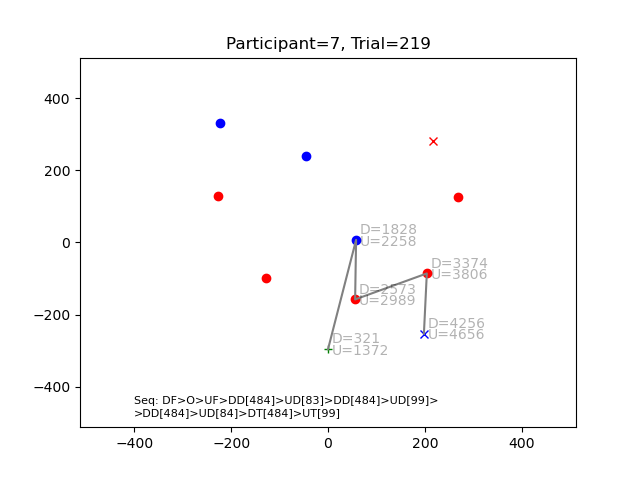 Participant=7, Trial=219
400
200
0
−200
−400
D=1828
U=2258
D=3374
U=3806
D=2573
U=2989
D=4256
U=4656
D=321
U=1372
Seq: DF>O>UF>DD[484]>UD[83]>DD[484]>UD[99]>
>DD[484]>UD[84]>DT[484]>UT[99]
−400 −200 0 200 400